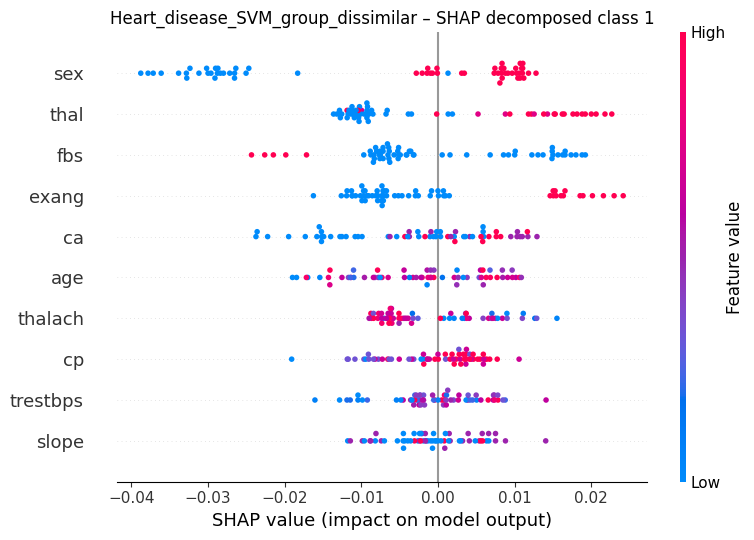 Heart_disease_SVM_group_dissimilar – SHAP decomposed class 1
High
sex
thal
fbs
exang
ca
age
thalach
cp
trestbps
slope
Feature value
Low
−0.04 −0.03 −0.02 −0.01 0.00 0.01 0.02
SHAP value (impact on model output)